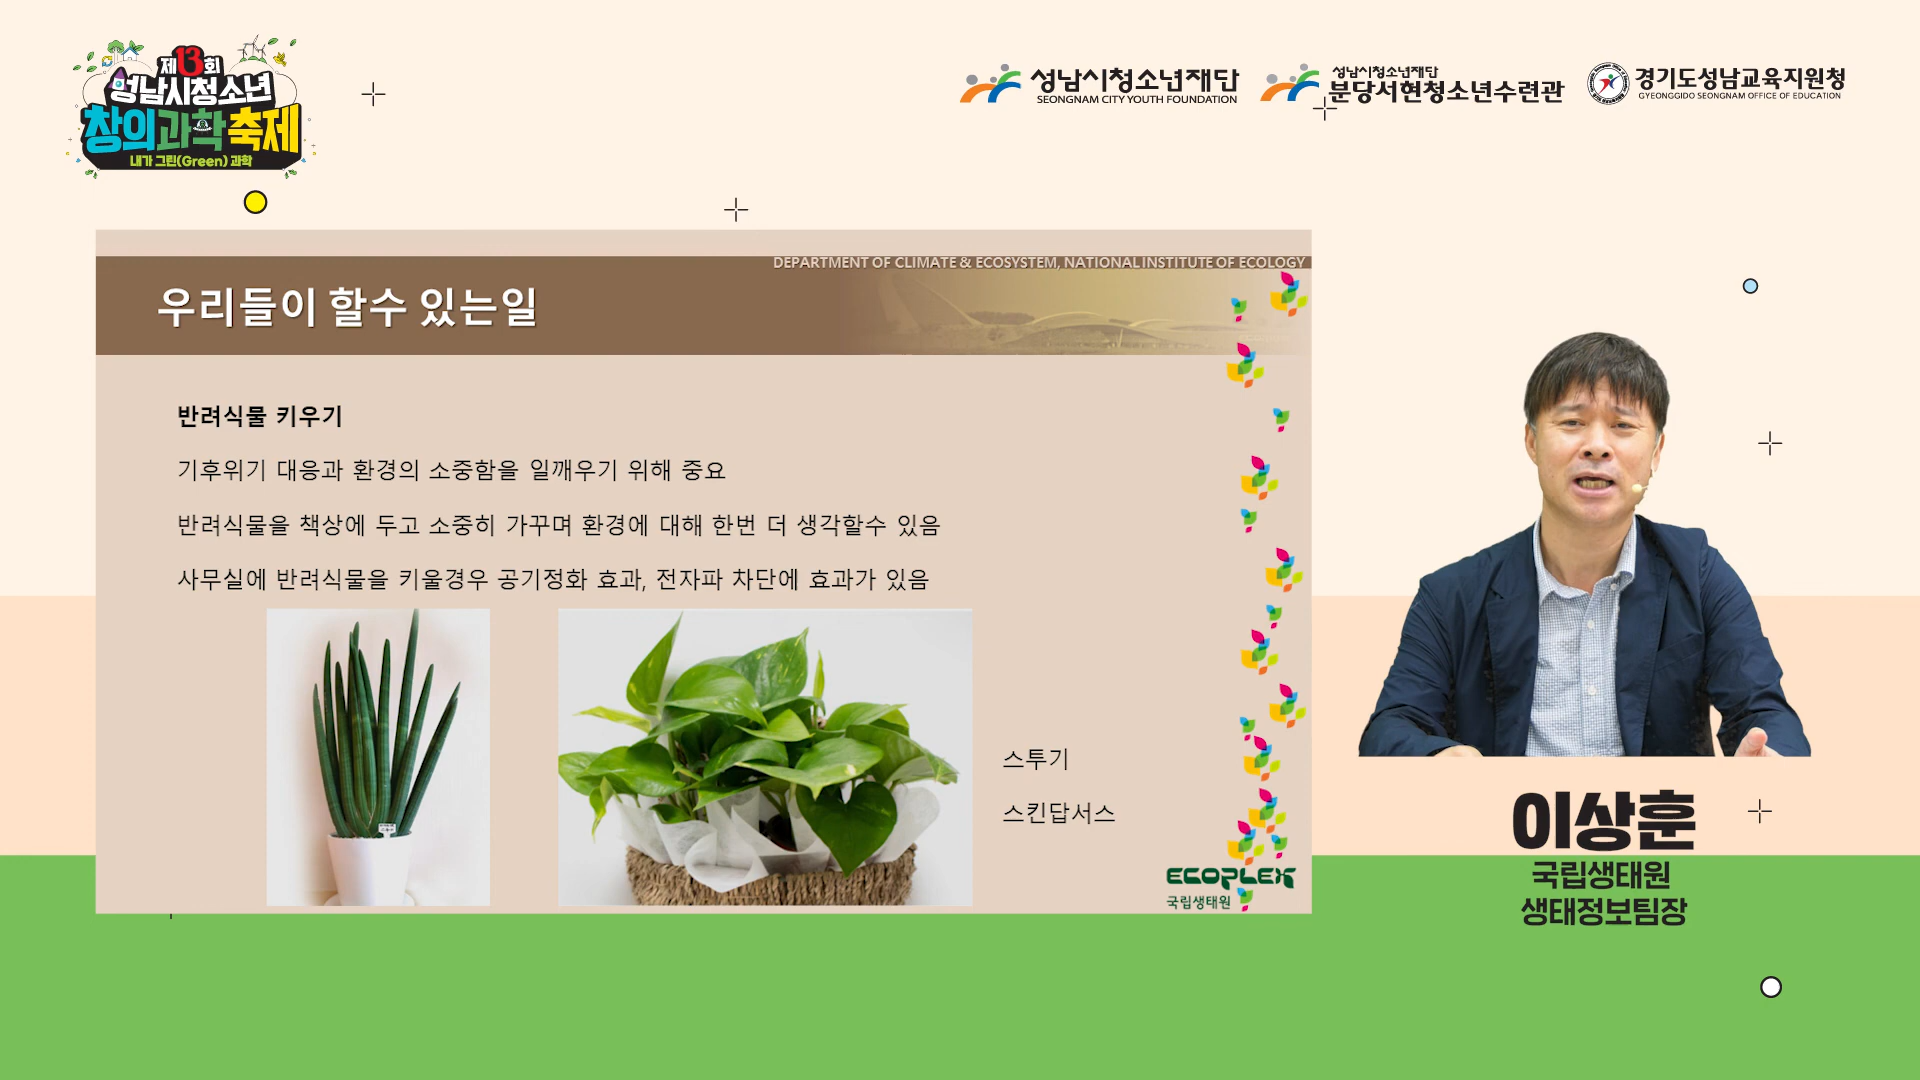 제13회
성남시청소년
창의과학축제
내가 그린(Green) 과학
성남시청소년재단
SEONGNAM CITY YOUTH FOUNDATION
성남시청소년재단
분당서현청소년수련관
경기도성남교육지원청
GYEONGGIDO SEONGNAM OFFICE OF EDUCATION
DEPARTMENT OF CLIMATE & ECOSYSTEM, NATIONAL INSTITUTE OF ECOLOGY
우리들이 할수 있는일
반려식물 키우기
기후위기 대응과 환경의 소중함을 일깨우기 위해 중요
반려식물을 책상에 두고 소중히 가꾸며 환경에 대해 한번 더 생각할수 있음
사무실에 반려식물을 키울경우 공기정화 효과, 전자파 차단에 효과가 있음
스투기
스킨답서스
ECOPLEX
국립생태원
이상훈
국립생태원
생태정보팀장